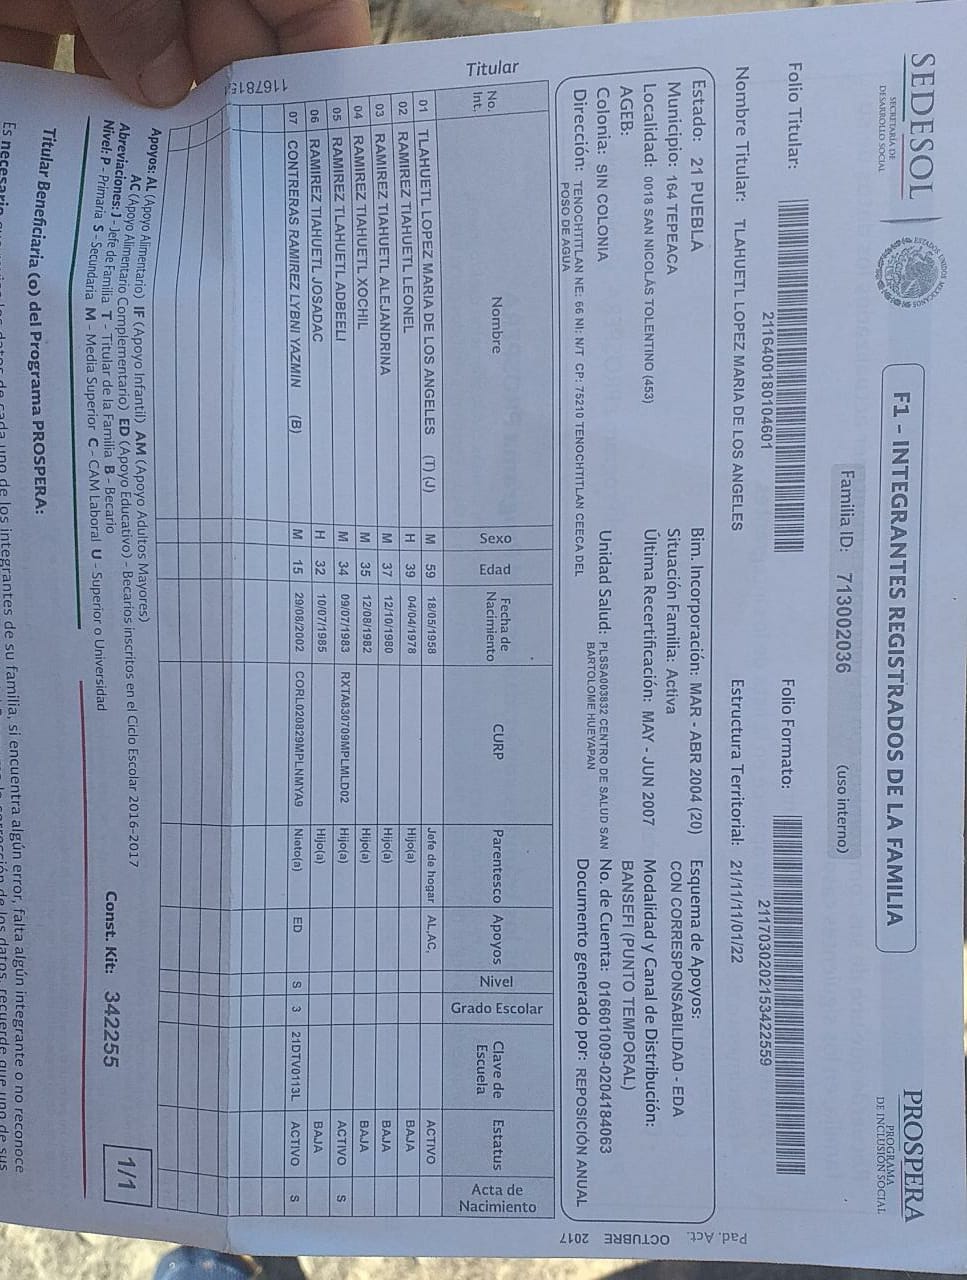 SEDESOL
SECRETARÍA DE
DESARROLLO SOCIAL
ESTADOS UNIDOS MEXICANOS
F1 - INTEGRANTES REGISTRADOS DE LA FAMILIA
PROSPERA
PROGRAMA
DE INCLUSIÓN SOCIAL
Familia ID: 713002036 (uso interno)
Folio Titular: 2116400180104601
Folio Formato: 2117030202153422559
Nombre Titular: TLAHUETL LOPEZ MARIA DE LOS ANGELES
Estructura Territorial: 21/11/11/01/22
Estado: 21 PUEBLA
Municipio: 164 TEPEACA
Localidad: 0018 SAN NICOLÁS TOLENTINO (453)
AGEB:
Colonia: SIN COLONIA
Dirección: TENOCHTITLAN NE: 66 NI: N/T CP: 75210 TENOCHTITLAN CEECA DEL
POSO DE AGUA
Bim. Incorporación: MAR - ABR 2004 (20)
Situación Familia: Activa
Última Recertificación: MAY - JUN 2007
Unidad Salud: PLSSA003832 CENTRO DE SALUD SAN
BARTOLOME HUEYAPAN
Esquema de Apoyos:
CON CORRESPONSABILIDAD - EDA
Modalidad y Canal de Distribución:
BANSEFI (PUNTO TEMPORAL)
No. de Cuenta: 016601009-0204184063
Documento generado por: REPOSICIÓN ANUAL
Pad. Act. OCTUBRE 2017
Titular
No. Int. Nombre Sexo Edad Fecha de Nacimiento CURP Parentesco Apoyos Nivel Grado Escolar Clave de Escuela Estatus Acta de Nacimiento
01 TLAHUETL LOPEZ MARIA DE LOS ANGELES (T) (J) M 59 18/05/1958 Jefe de hogar AL,AC, ACTIVO
02 RAMIREZ TIAHUETL LEONEL H 39 04/04/1978 Hijo(a) BAJA
03 RAMIREZ TIAHUETL ALEJANDRINA M 37 12/10/1980 Hijo(a) BAJA
04 RAMIREZ TIAHUETL XOCHIL M 35 12/08/1982 Hijo(a) BAJA
05 RAMIREZ TLAHUETL ADBEELI M 34 09/07/1983 RXTA830709MPLMLD02 Hijo(a) ACTIVO S
06 RAMIREZ TIAHUETL JOSADAC H 32 10/07/1985 Hijo(a) BAJA
07 CONTRERAS RAMIREZ LYBNI YAZMIN (B) M 15 29/08/2002 CORL020829MPLNMYA9 Nieto(a) ED S 3 21DTV0113L ACTIVO S
Apoyos: AL (Apoyo Alimentario) IF (Apoyo Infantil) AM (Apoyo Adultos Mayores)
AC (Apoyo Alimentario Complementario) ED (Apoyo Educativo) - Becarios inscritos en el Ciclo Escolar 2016-2017
Abreviaciones: J - Jefe de Familia T - Titular de la Familia B - Becario
Nivel: P - Primaria S - Secundaria M - Media Superior C - CAM Laboral U - Superior o Universidad
Const. Kit: 342255
1/1
Titular Beneficiaria (o) del Programa PROSPERA:
de cada uno de los integrantes de su familia, si encuentra algún error, falta algún integrante o no reconoce